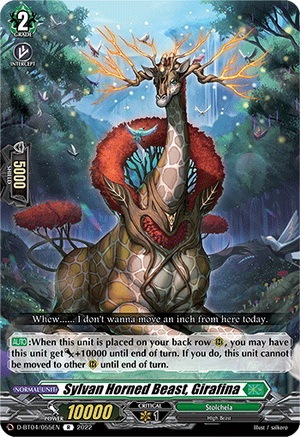 2
GRADE
INTERCEPT
5000
SHIELD
Whew...... I don't wanna move an inch from here today.
AUTO:When this unit is placed on your back row, you may have
this unit get +10000 until end of turn. If you do, this unit cannot
be moved to other until end of turn.
NORMAL UNIT
Sylvan Horned Beast, Girafina
POWER 10000
CRITICAL
1
Stoicheia
High Beast
D-BT04/055EN R 2022
Illust / saikoro